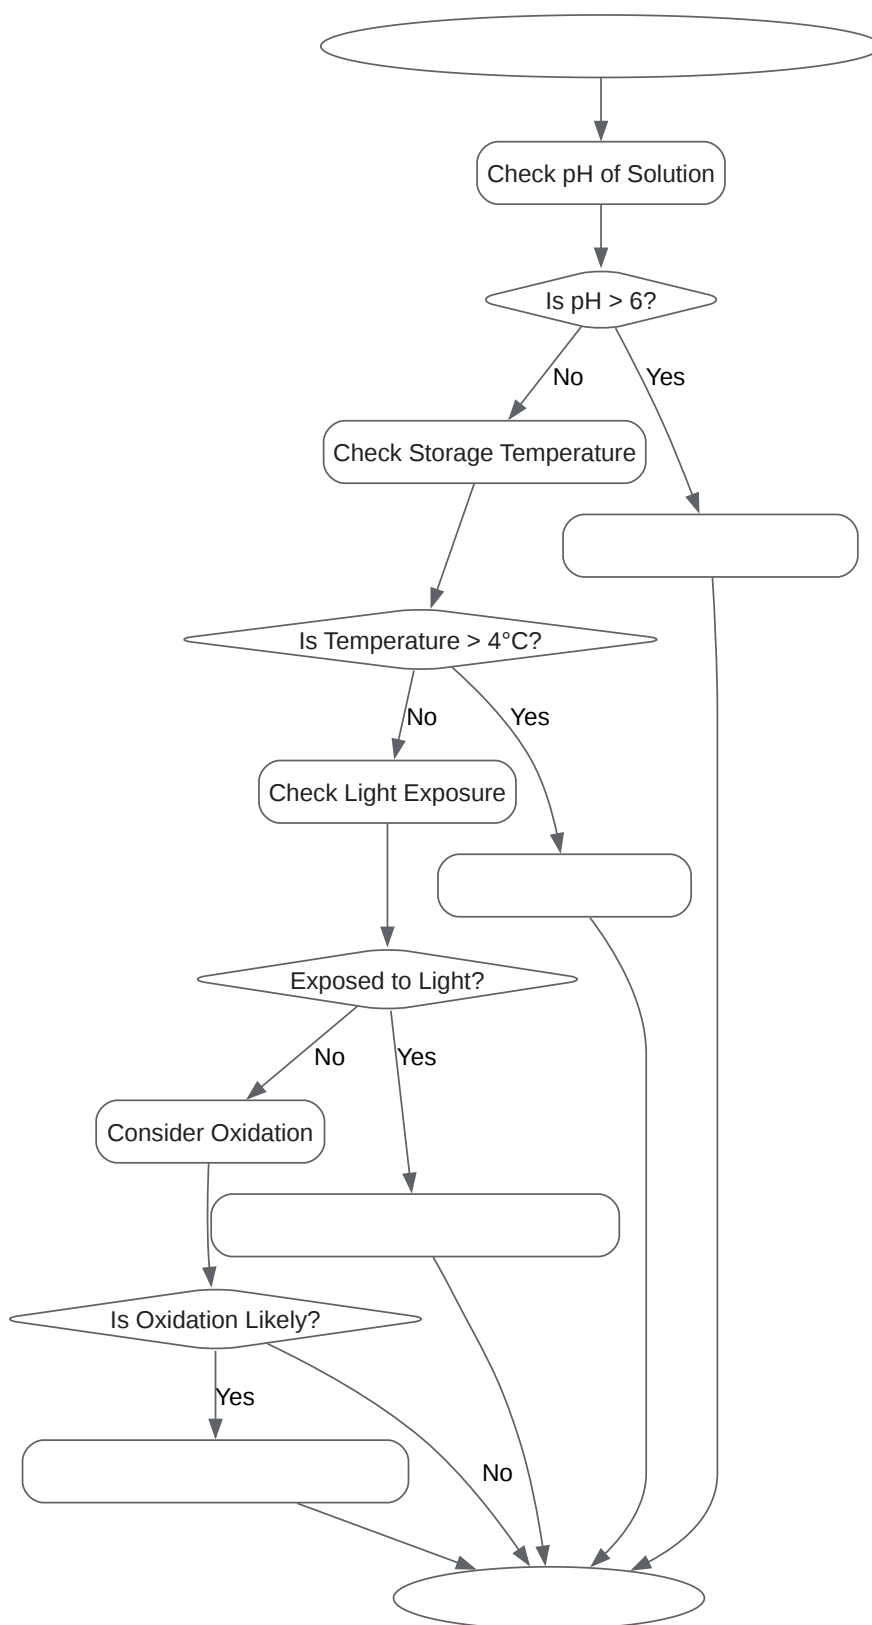 Check pH of Solution
Is pH > 6?
No
Yes
Check Storage Temperature
Is Temperature > 4°C?
No
Yes
Check Light Exposure
Exposed to Light?
No
Yes
Consider Oxidation
Is Oxidation Likely?
Yes
No